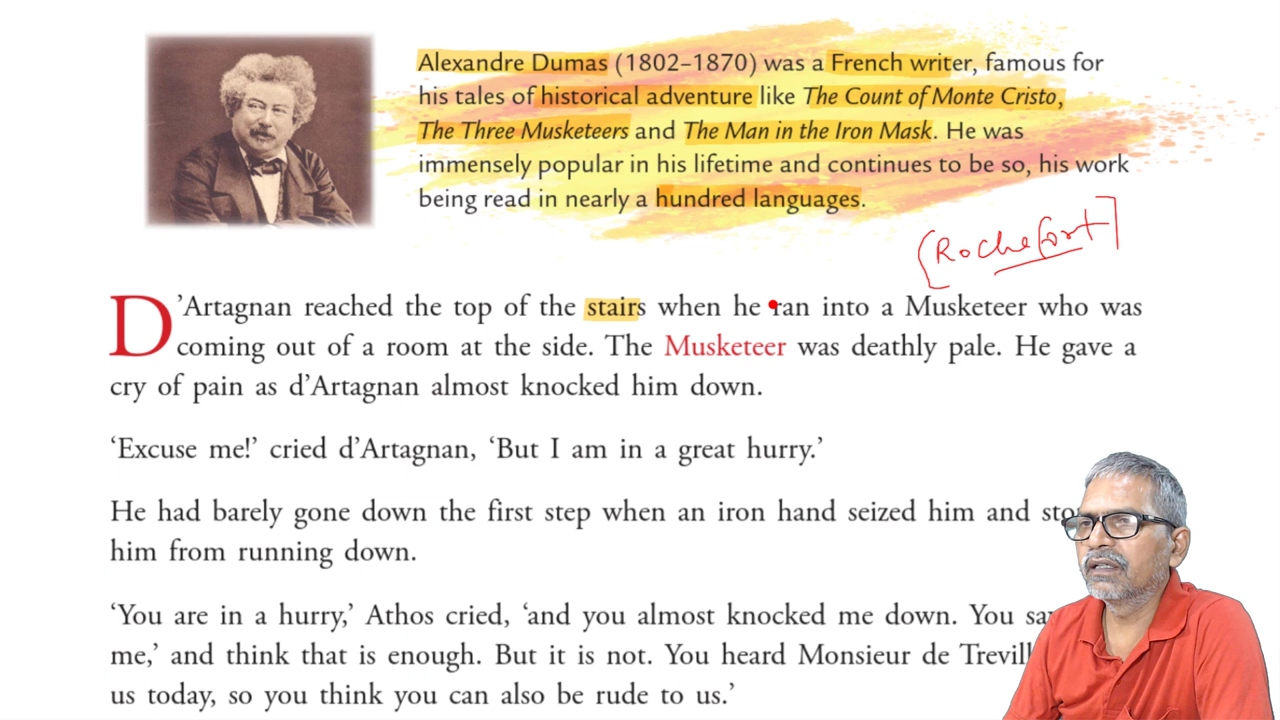 Alexandre Dumas (1802–1870) was a French writer, famous for
his tales of historical adventure like The Count of Monte Cristo,
The Three Musketeers and The Man in the Iron Mask. He was
immensely popular in his lifetime and continues to be so, his work
being read in nearly a hundred languages.
[Rochefort]
D’Artagnan reached the top of the stairs when he ran into a Musketeer who was
coming out of a room at the side. The Musketeer was deathly pale. He gave a
cry of pain as d’Artagnan almost knocked him down.
‘Excuse me!’ cried d’Artagnan, ‘But I am in a great hurry.’
He had barely gone down the first step when an iron hand seized him and
him from running down.
‘You are in a hurry,’ Athos cried, ‘and you almost knocked me down. You
me,’ and think that is enough. But it is not. You heard Monsieur de
us today, so you think you can also be rude to us.’